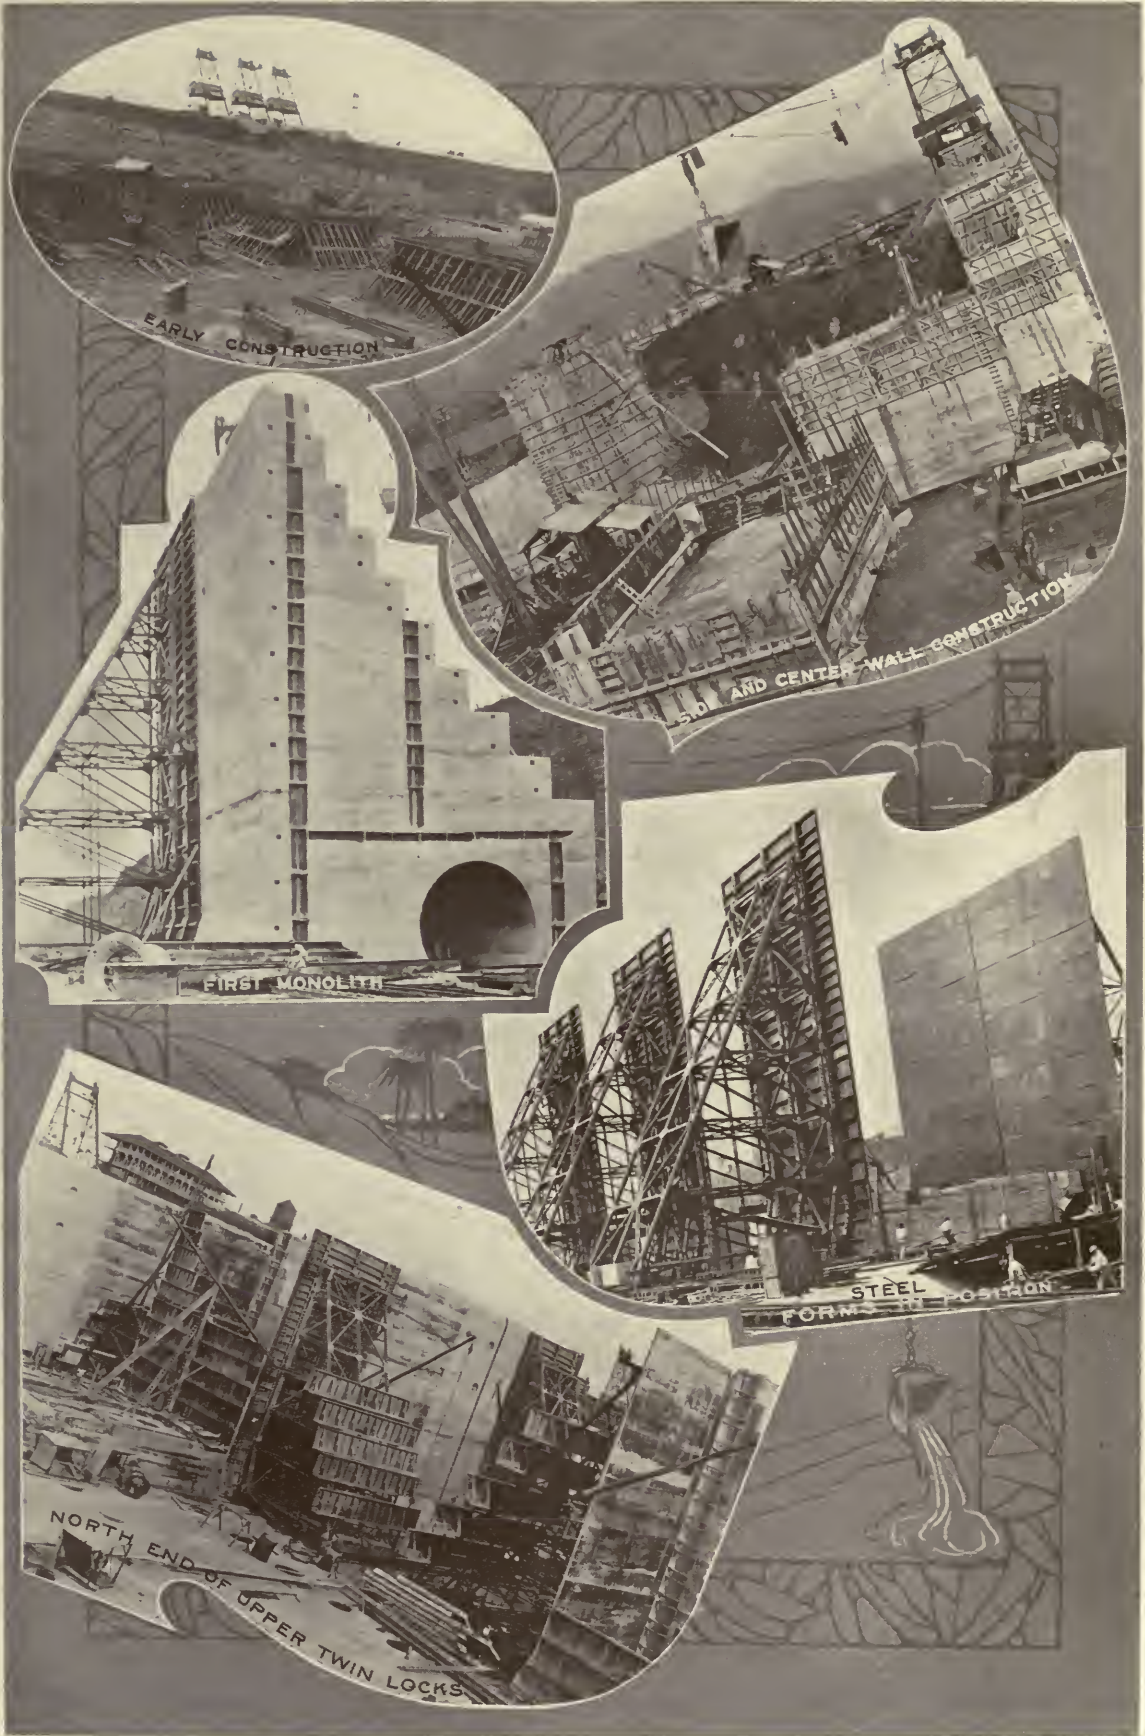 EARLY CONSTRUCTION
AND CENTER WALL CONSTRUCTION
FIRST MONOLITH
STEEL
FORMS IN POSITION
NORTH END OF UPPER TWIN LOCKS